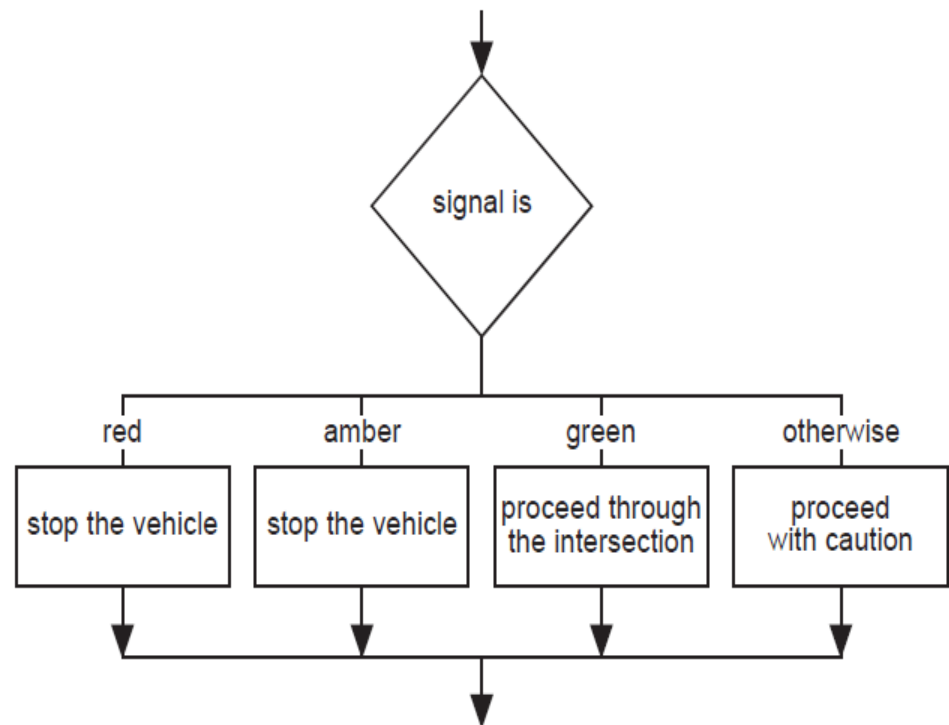 signal is
red
amber
green
otherwise
stop the vehicle
stop the vehicle
proceed through
the intersection
proceed
with caution